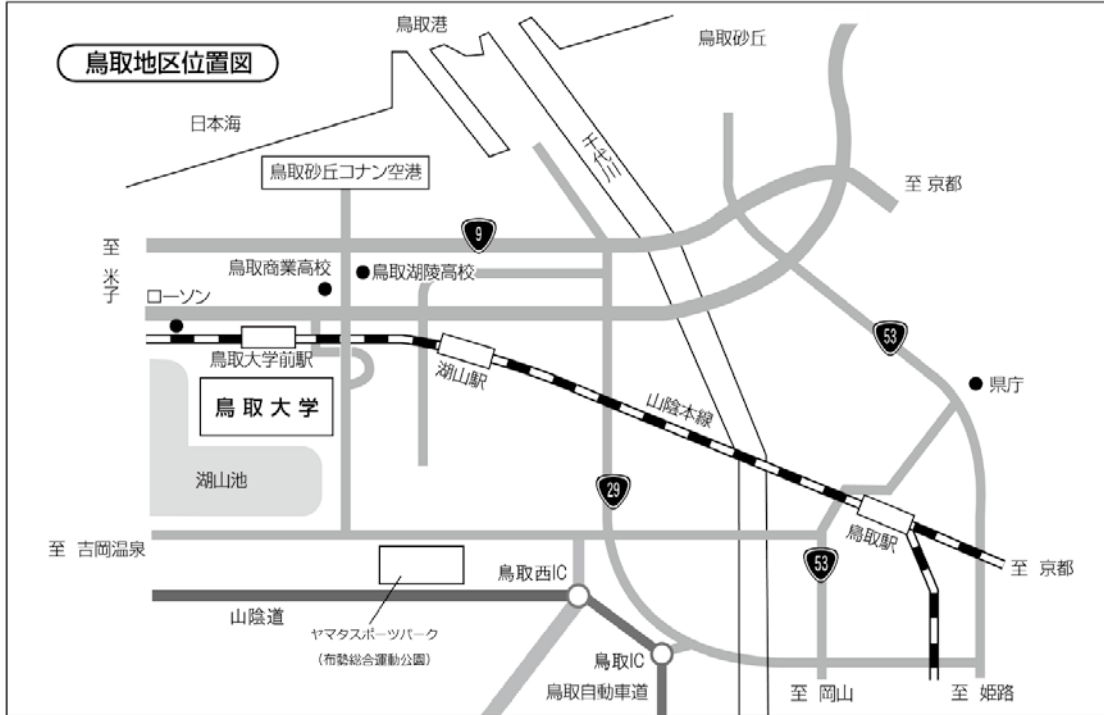 鳥取港
鳥取砂丘
鳥取地区位置図
日本海
千代川
鳥取砂丘コナン空港
至 京都
9
至 米子
鳥取商業高校
鳥取湖陵高校
ローソン
53
鳥取大学前駅
湖山駅
県庁
鳥取大学
山陰本線
湖山池
29
鳥取駅
至 吉岡温泉
53
至 京都
鳥取西IC
山陰道
ヤマタスポーツパーク
（布勢総合運動公園）
鳥取IC
鳥取自動車道
至 岡山
至 姫路